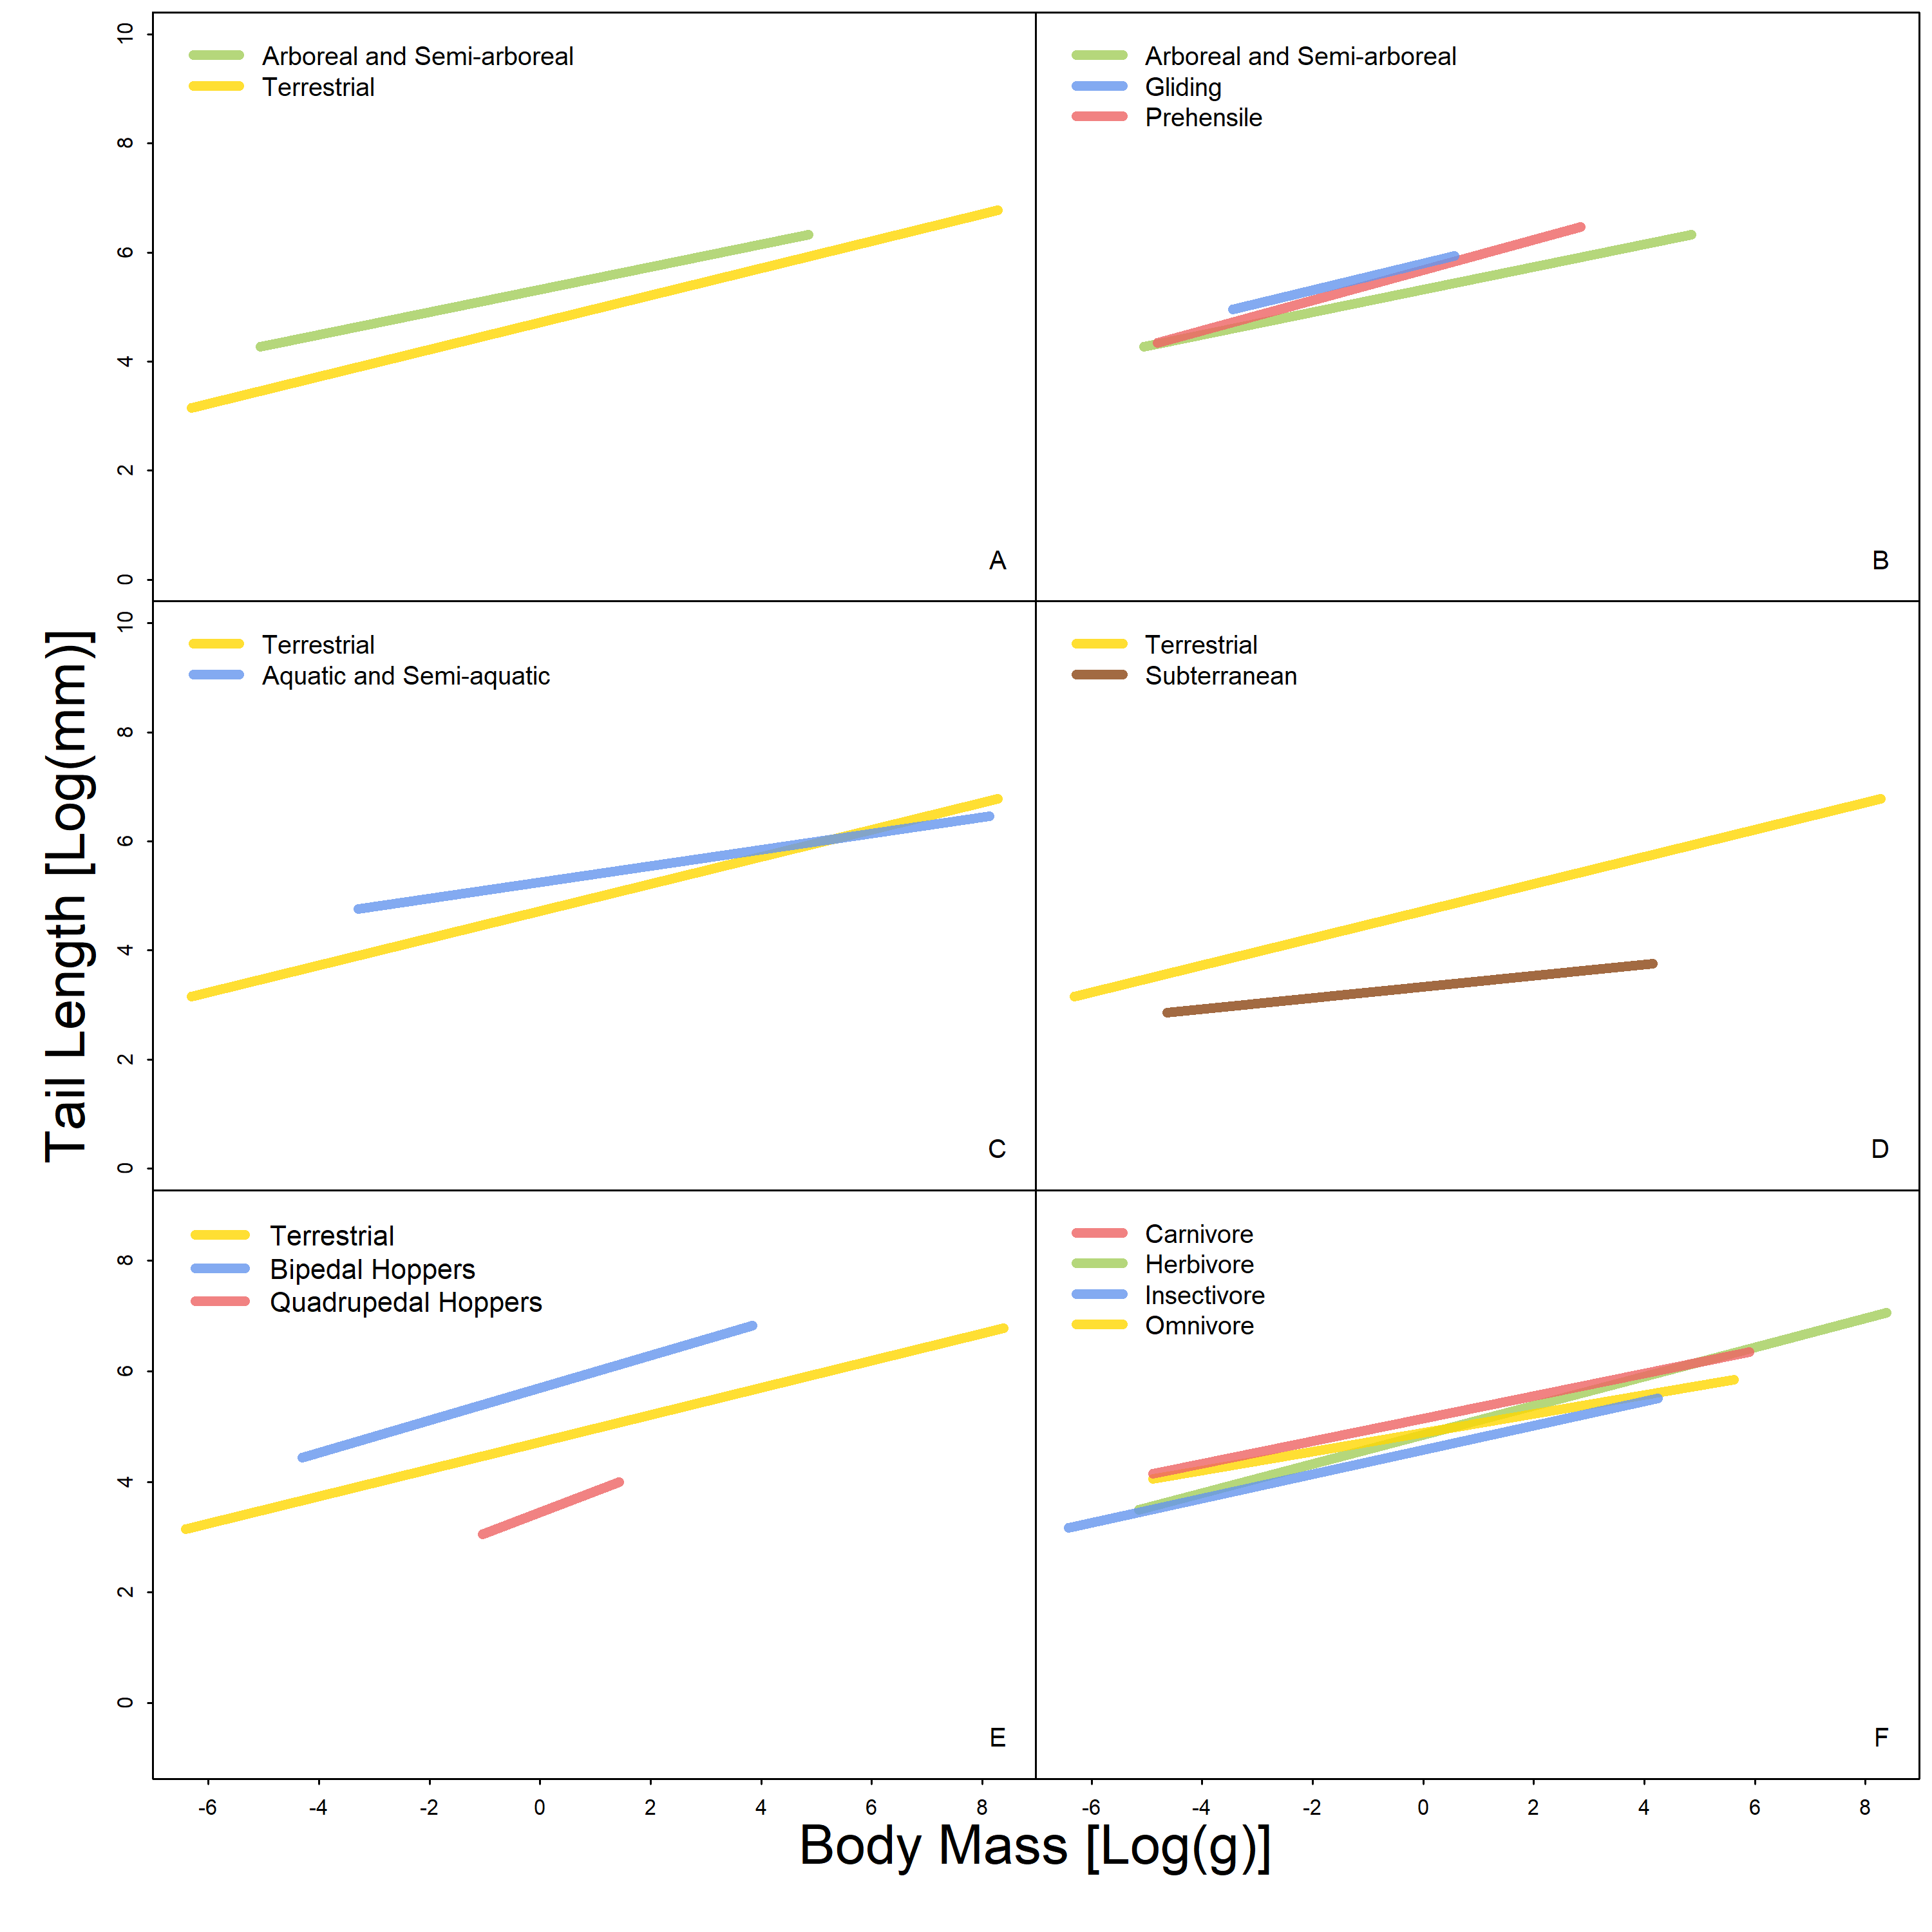 10
8
6
4
2
0
Arboreal and Semi-arboreal
Terrestrial
A
Arboreal and Semi-arboreal
Gliding
Prehensile
B
Tail Length [Log(mm)]
10
8
6
4
2
0
Terrestrial
Aquatic and Semi-aquatic
C
Terrestrial
Subterranean
D
8
6
4
2
0
Terrestrial
Bipedal Hoppers
Quadrupedal Hoppers
E
Carnivore
Herbivore
Insectivore
Omnivore
F
-6 -4 -2 0 2 4 6 8 -6 -4 -2 0 2 4 6 8
Body Mass [Log(g)]